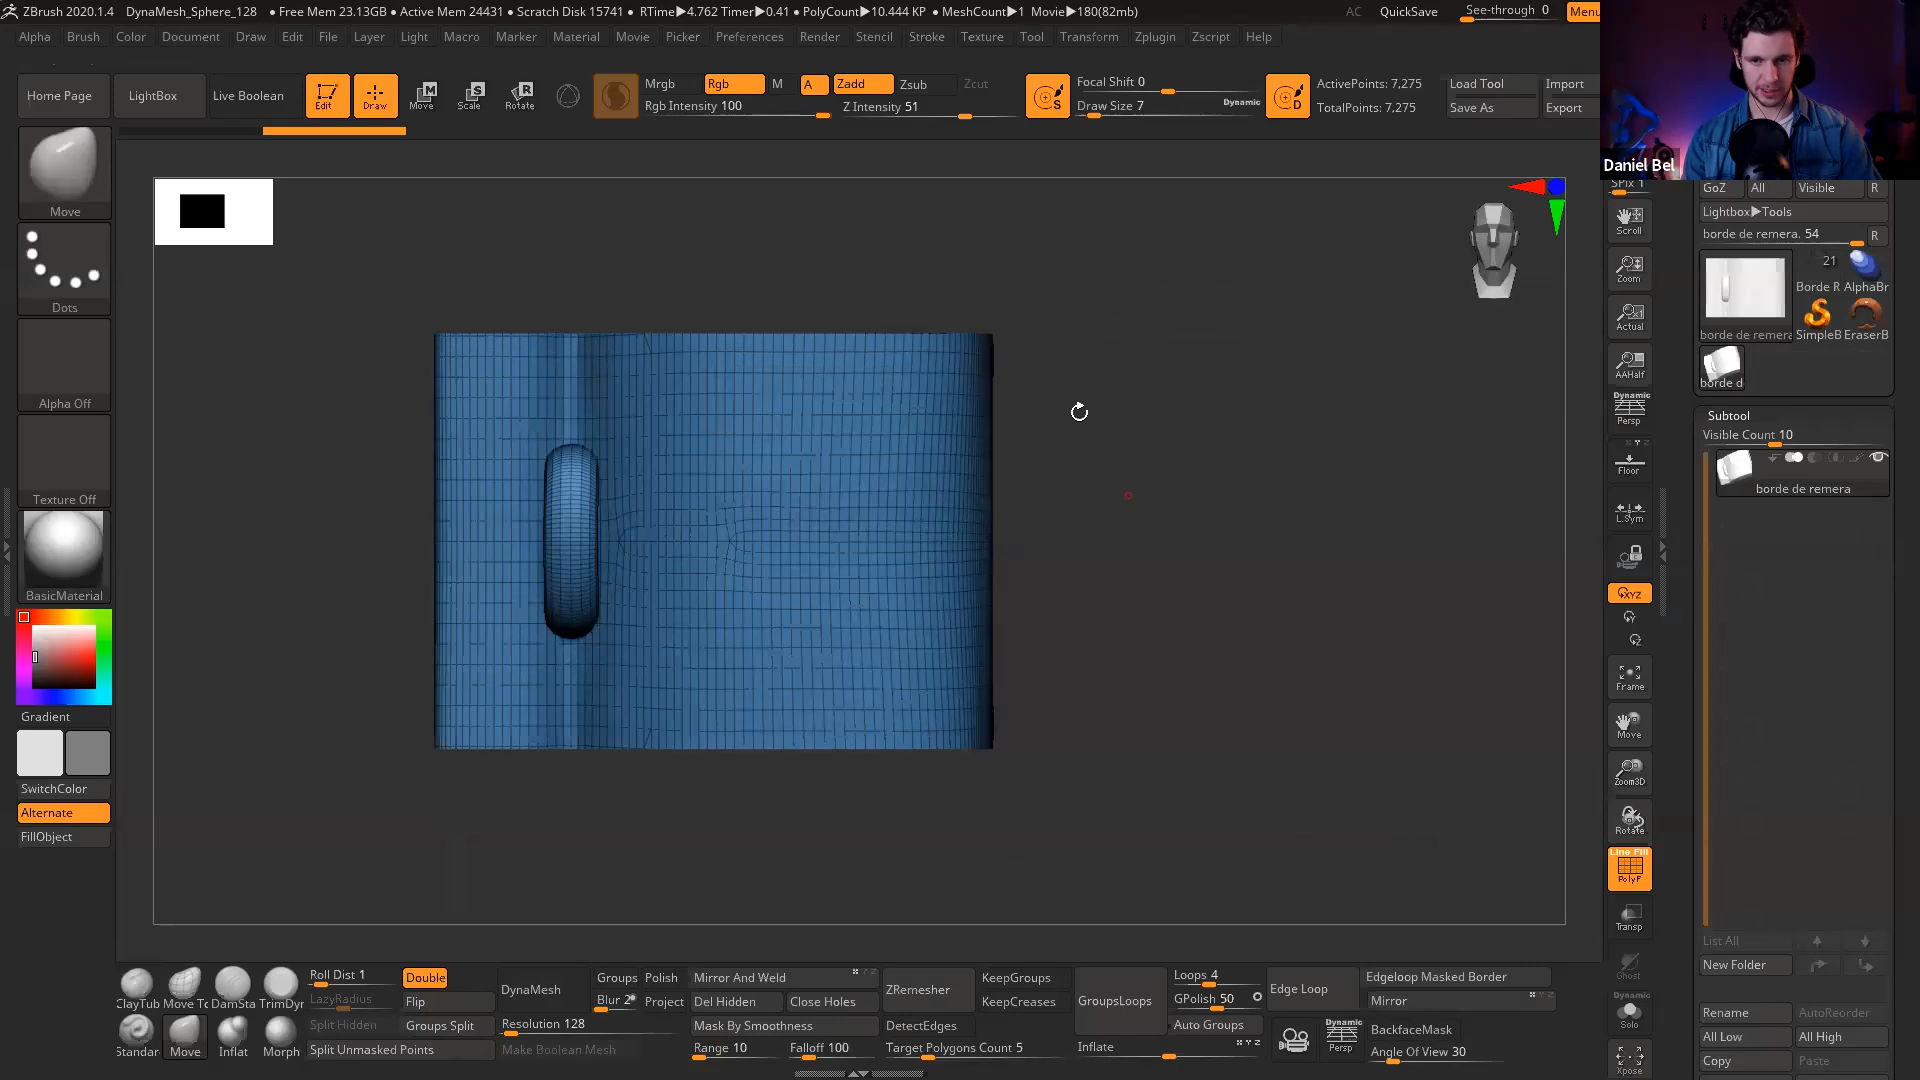 ZBrush 2020.1.4 DynaMesh_Sphere_128 • Free Mem 23.13GB • Active Mem 24431 • Scratch Disk 15741 • RTime▶4.762 Timer▶0.41 • PolyCount▶10.444 KP • MeshCount▶1 Movie▶180(82mb) AC QuickSave See-through 0 Menu
Alpha Brush Color Document Draw Edit File Layer Light Macro Marker Material Movie Picker Preferences Render Stencil Stroke Texture Tool Transform Zplugin Zscript Help
Home Page LightBox Live Boolean Edit Draw Move Scale Rotate
Mrgb Rgb M A Zadd Zsub Zcut
Rgb Intensity 100 Z Intensity 51
Focal Shift 0
Draw Size 7 Dynamic
ActivePoints: 7,275
TotalPoints: 7,275
Load Tool Import
Save As Export
Daniel Bel
Move
Dots
Alpha Off
Texture Off
BasicMaterial
Gradient
SwitchColor
Alternate
FillObject
SPix 1
Scroll
Zoom
Actual
AAHalf
Dynamic
Persp
Floor
L.Sym
XYZ
Frame
Move
Zoom3D
Rotate
Line Fill
PolyF
Transp
Ghost
Dynamic
Solo
Xpose
GoZ All Visible R
Lightbox▶Tools
borde de remera. 54 R
21
Borde R AlphaBr
borde de remera SimpleB EraserB
borde d
Subtool
Visible Count 10
borde de remera
List All
New Folder
Rename AutoReorder
All Low All High
Copy Paste
ClayTub Move To DamSta TrimDyn
Standar Move Inflat Morph
Roll Dist 1 Double
LazyRadius Flip
Split Hidden Groups Split
Split Unmasked Points
DynaMesh Groups Polish
Blur 2 Project
Resolution 128
Make Boolean Mesh
Mirror And Weld
Del Hidden Close Holes
Mask By Smoothness
Range 10 Falloff 100
ZRemesher KeepGroups
KeepCreases
DetectEdges
Target Polygons Count 5
GroupsLoops Loops 4
GPolish 50
Auto Groups
Inflate
Edge Loop Edgeloop Masked Border
Mirror
Dynamic
Persp
BackfaceMask
Angle Of View 30